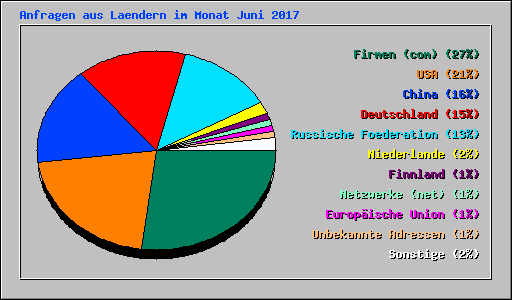 Anfragen aus Laendern im Monat Juni 2017
Firmen (com) (27%)
USA (21%)
China (16%)
Deutschland (15%)
Russische Foederation (13%)
Niederlande (2%)
Finnland (1%)
Netzwerke (net) (1%)
Europäische Union (1%)
Unbekannte Adressen (1%)
Sonstige (2%)